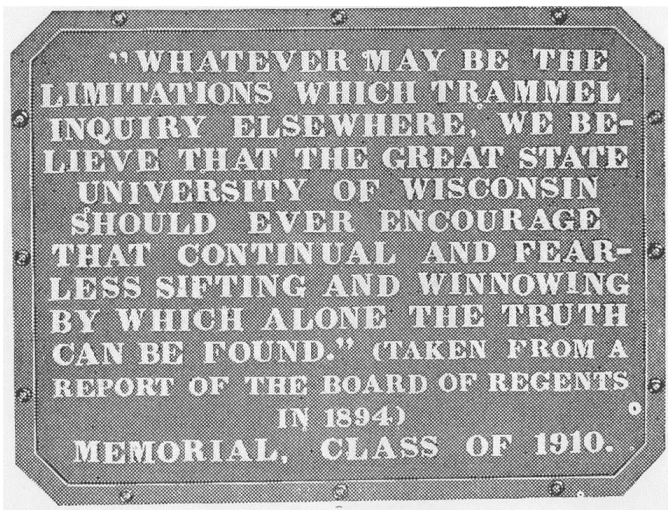 "WHATEVER MAY BE THE
LIMITATIONS WHICH TRAMMEL
INQUIRY ELSEWHERE, WE BE-
LIEVE THAT THE GREAT STATE
UNIVERSITY OF WISCONSIN
SHOULD EVER ENCOURAGE
THAT CONTINUAL AND FEAR-
LESS SIFTING AND WINNOWING
BY WHICH ALONE THE TRUTH
CAN BE FOUND." (TAKEN FROM A
REPORT OF THE BOARD OF REGENTS
IN 1894)
MEMORIAL, CLASS OF 1910.